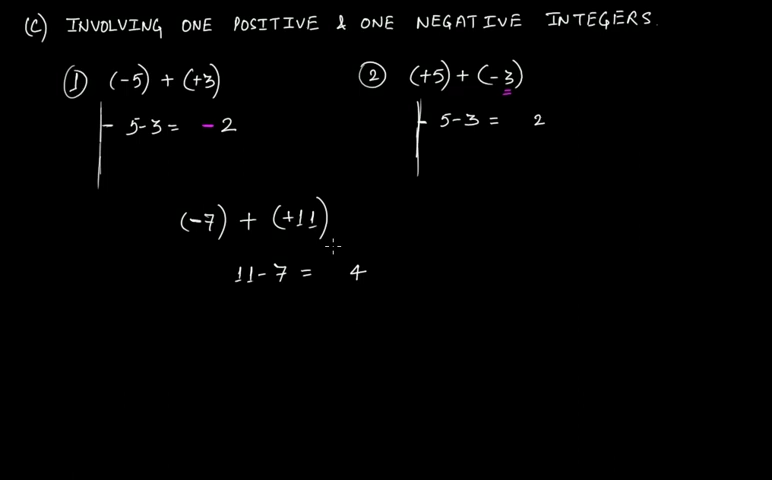 (C) INVOLVING ONE POSITIVE & ONE NEGATIVE INTEGERS.
① (-5) + (+3)
5-3 = -2
② (+5) + (-3)
5-3 = 2
(-7) + (+11)
11-7 = 4